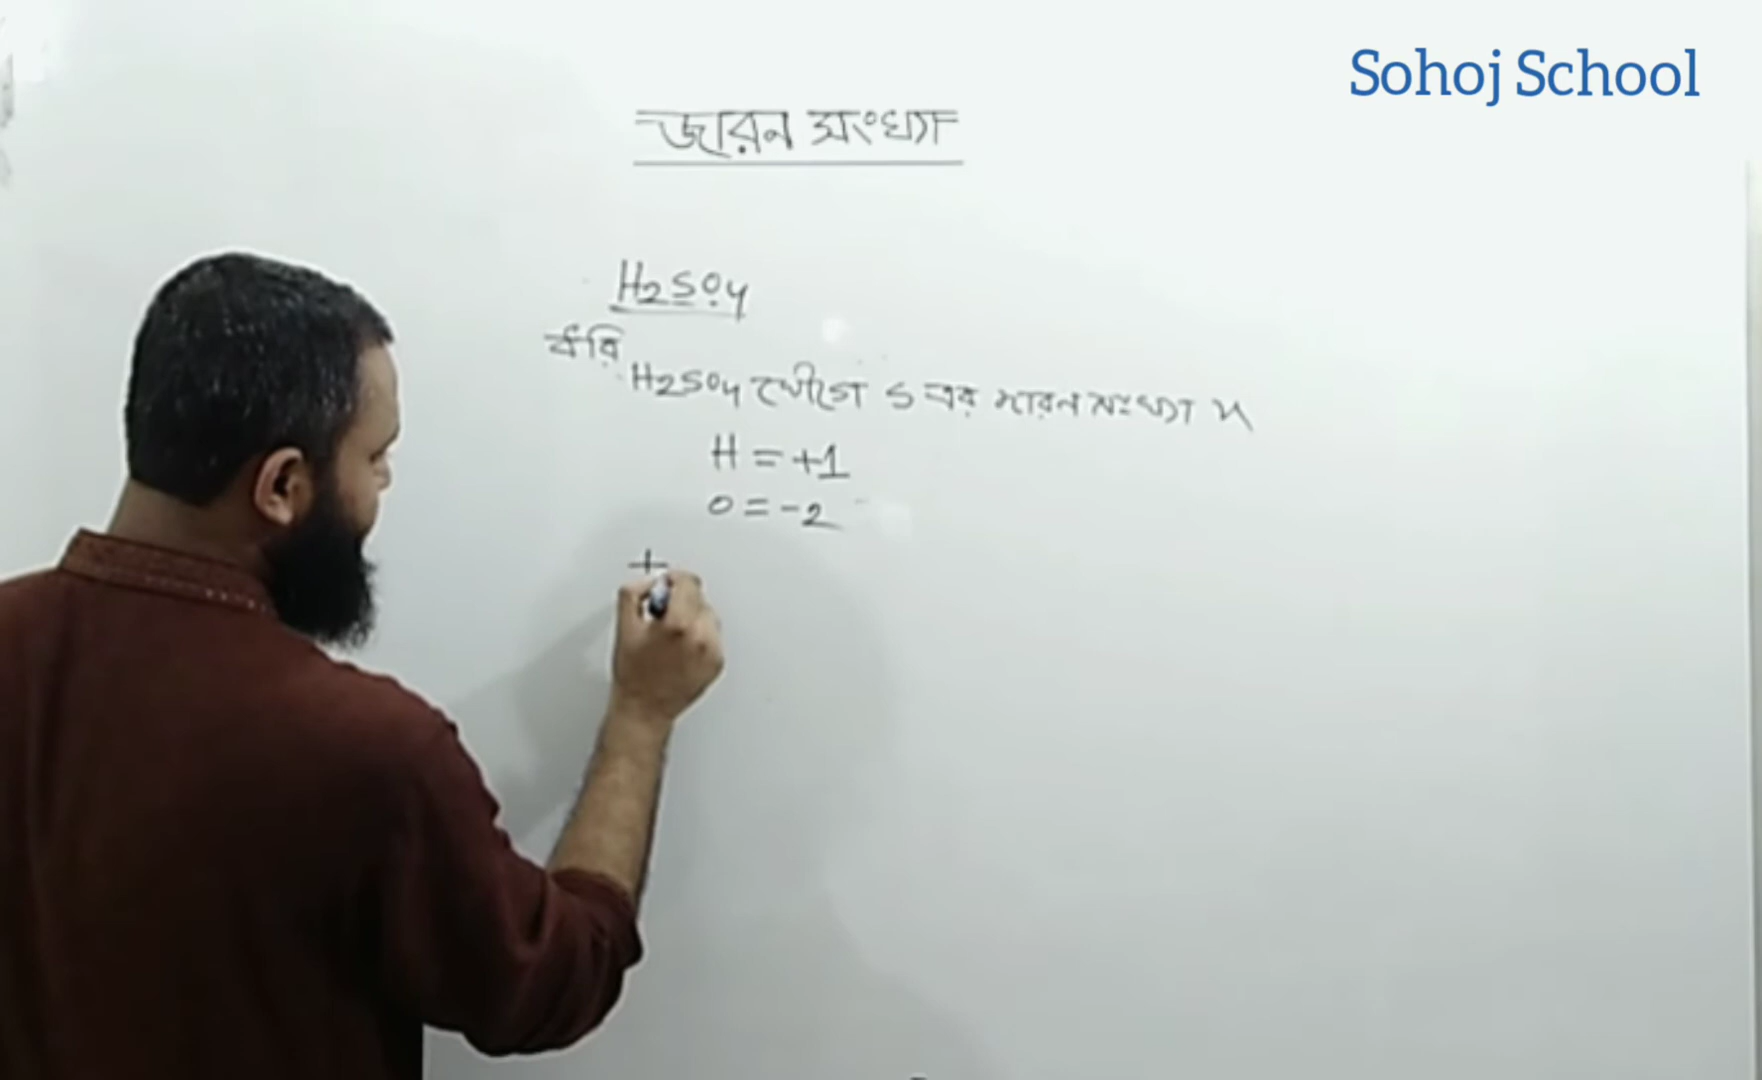 Sohoj School
জারন সংখ্যা
H2SO4
ধরি
H2SO4 যৌগে S এর জারন সংখ্যা x
H = +1
O = -2
+